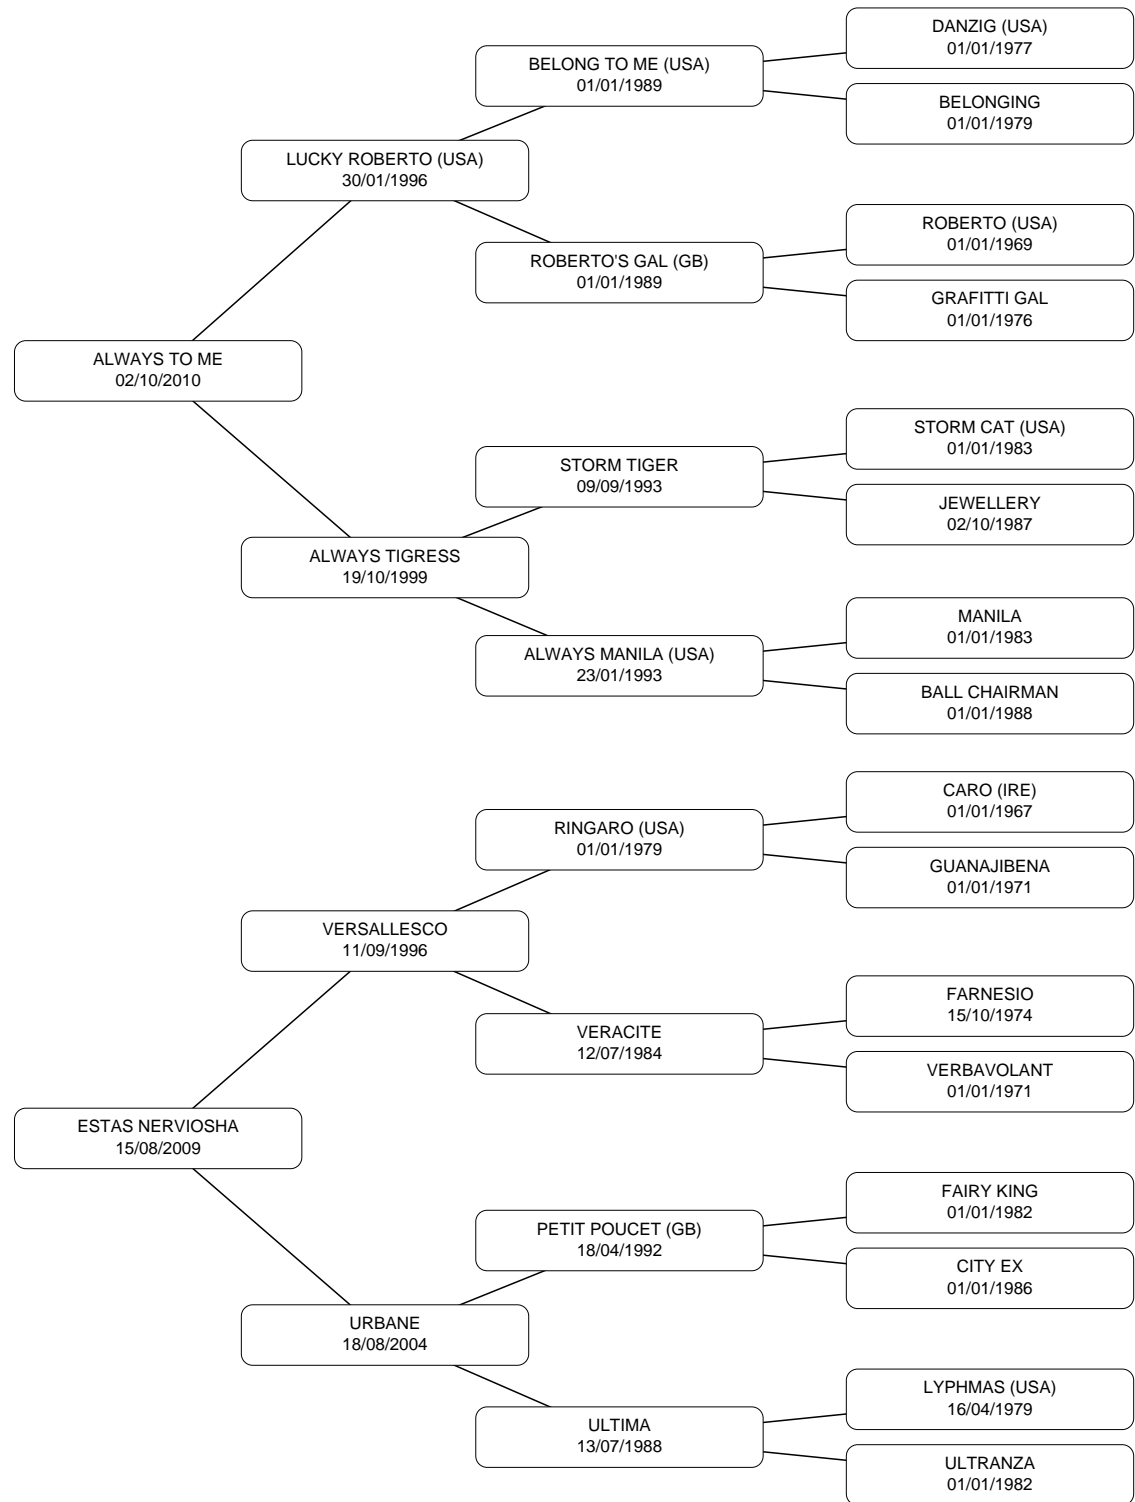 DANZIG (USA)
01/01/1977
BELONG TO ME (USA)
01/01/1989
BELONGING
01/01/1979
LUCKY ROBERTO (USA)
30/01/1996
ROBERTO (USA)
01/01/1969
ROBERTO'S GAL (GB)
01/01/1989
GRAFITTI GAL
01/01/1976
ALWAYS TO ME
02/10/2010
STORM CAT (USA)
01/01/1983
STORM TIGER
09/09/1993
JEWELLERY
02/10/1987
ALWAYS TIGRESS
19/10/1999
MANILA
01/01/1983
ALWAYS MANILA (USA)
23/01/1993
BALL CHAIRMAN
01/01/1988
CARO (IRE)
01/01/1967
RINGARO (USA)
01/01/1979
GUANAJIBENA
01/01/1971
VERSALLESCO
11/09/1996
FARNESIO
15/10/1974
VERACITE
12/07/1984
VERBAVOLANT
01/01/1971
ESTAS NERVIOSHA
15/08/2009
FAIRY KING
01/01/1982
PETIT POUCET (GB)
18/04/1992
CITY EX
01/01/1986
URBANE
18/08/2004
LYPHMAS (USA)
16/04/1979
ULTIMA
13/07/1988
ULTRANZA
01/01/1982